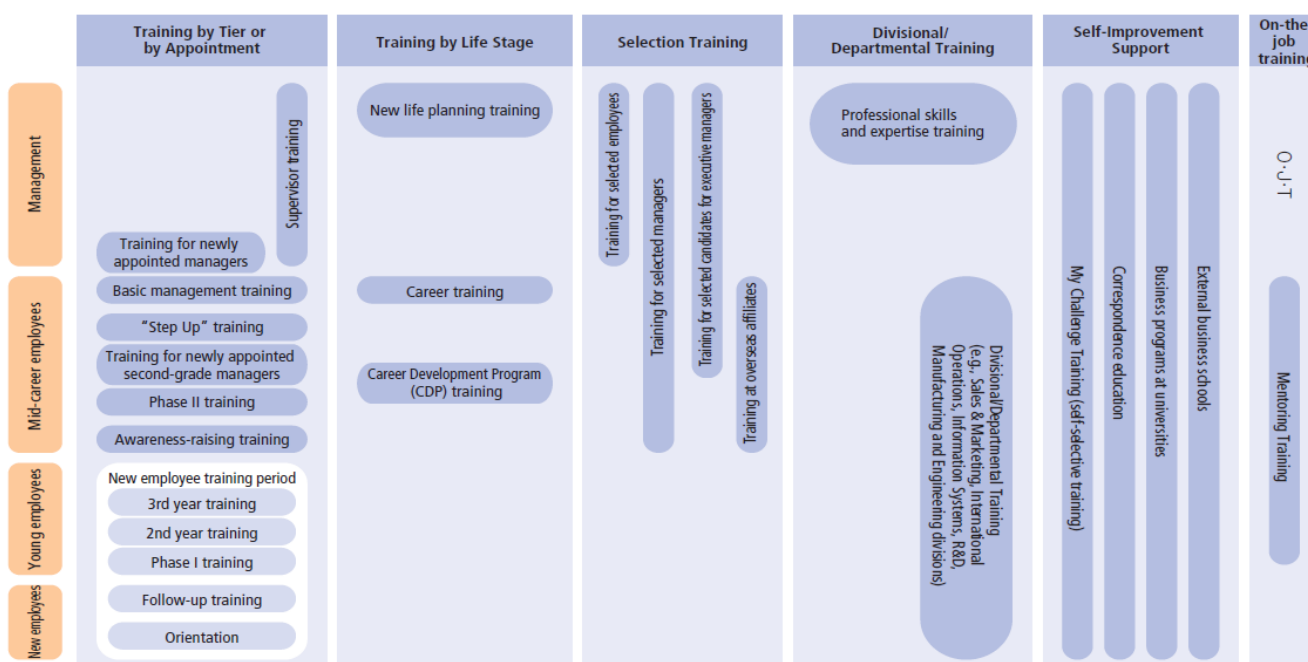 Training by Tier or
by Appointment
Training by Life Stage
Selection Training
Divisional/
Departmental Training
Self-Improvement
Support
On-the
job
training
Management
Mid-career employees
Young employees
New employees
Supervisor training
Training for newly
appointed managers
Basic management training
“Step Up” training
Training for newly appointed
second-grade managers
Phase II training
Awareness-raising training
New employee training period
3rd year training
2nd year training
Phase I training
Follow-up training
Orientation
New life planning training
Career training
Career Development Program
(CDP) training
Training for selected employees
Training for selected managers
Training for selected candidates for executive managers
Training at overseas affiliates
Professional skills
and expertise training
Divisional/Departmental Training
(e.g., Sales & Marketing, International
Operations, Information Systems, R&D,
Manufacturing and Engineering divisions)
My Challenge Training (self-selective training)
Correspondence education
Business programs at universities
External business schools
O·J·T
Mentoring Training